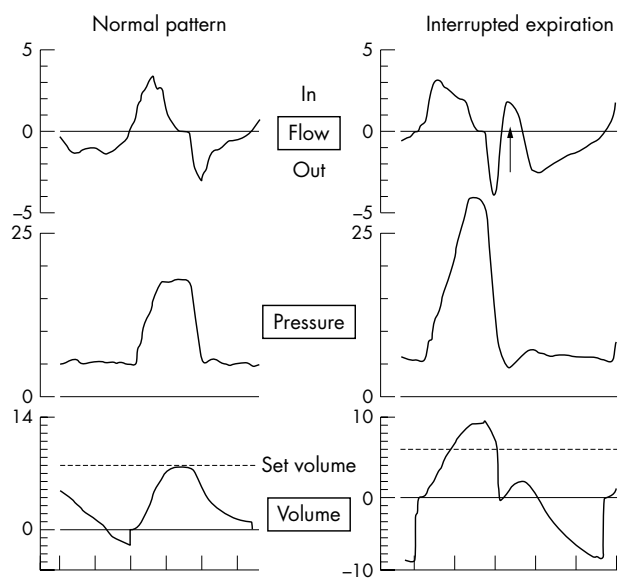 Normal pattern
Interrupted expiration
5
0
–5
In
Flow
Out
5
0
–5
25
0
Pressure
25
0
14
0
Set volume
Volume
10
0
–10